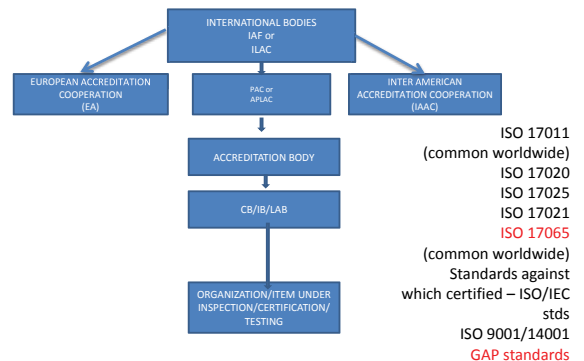 INTERNATIONAL BODIES
IAF or
ILAC
EUROPEAN ACCREDITATION
COOPERATION
(EA)
PAC or
APLAC
INTER AMERICAN
ACCREDITATION COOPERATION
(IAAC)
ACCREDITATION BODY
CB/IB/LAB
ORGANIZATION/ITEM UNDER
INSPECTION/CERTIFICATION/
TESTING
ISO 17011
(common worldwide)
ISO 17020
ISO 17025
ISO 17021
ISO 17065
(common worldwide)
Standards against
which certified – ISO/IEC
stds
ISO 9001/14001
GAP standards